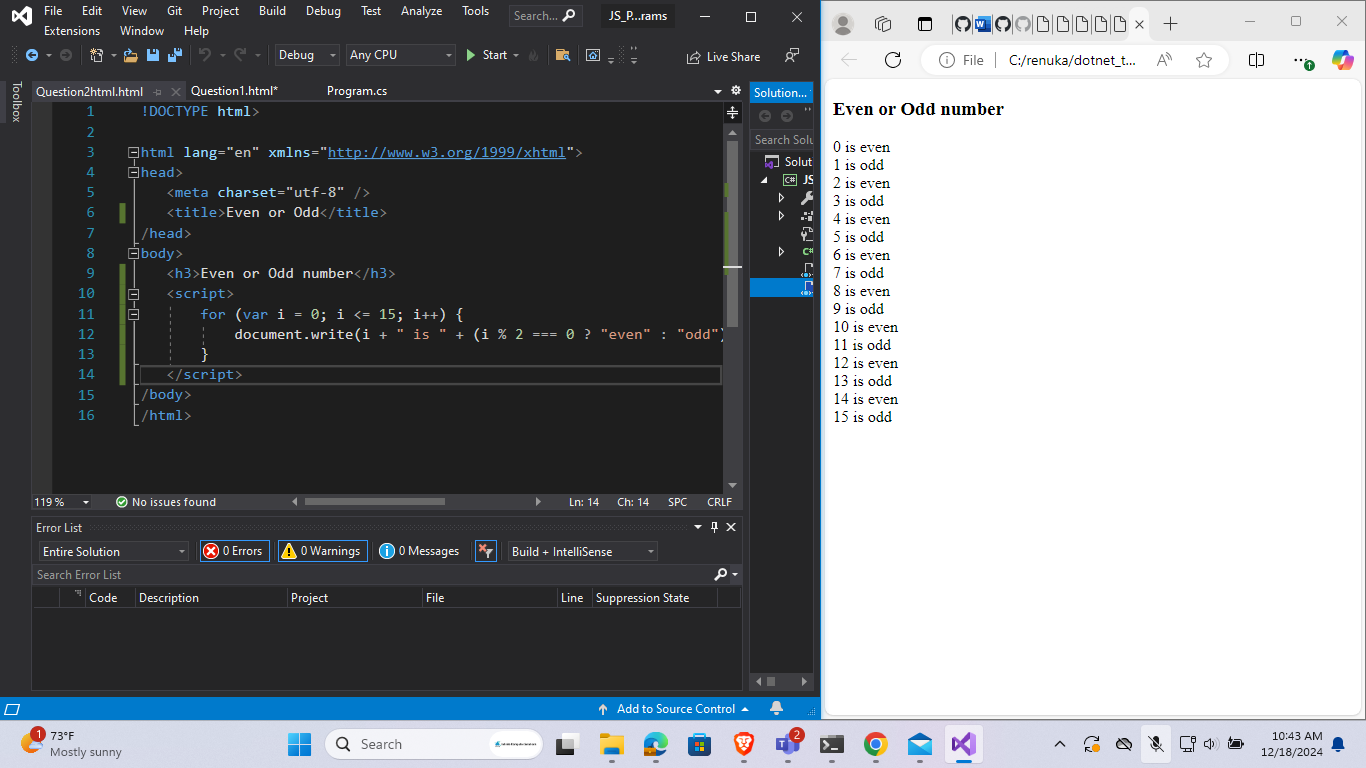 File Edit View Git Project Build Debug Test Analyze Tools Search... JS_P...rams
Extensions Window Help
Debug Any CPU Start Live Share
Toolbox
Question2html.html Question1.html* Program.cs
1 !DOCTYPE html>
2
3 html lang="en" xmlns="http://www.w3.org/1999/xhtml">
4 head>
5 <meta charset="utf-8" />
6 <title>Even or Odd</title>
7 /head>
8 body>
9 <h3>Even or Odd number</h3>
10 <script>
11 for (var i = 0; i <= 15; i++) {
12 document.write(i + " is " + (i % 2 === 0 ? "even" : "odd")
13 }
14 </script>
15 /body>
16 /html>
119 % No issues found Ln: 14 Ch: 14 SPC CRLF
Error List
Entire Solution 0 Errors 0 Warnings 0 Messages Build + IntelliSense
Search Error List
Code Description Project File Line Suppression State
Solution...
Search Solu
Solut
JS
C#
Add to Source Control
File C:/renuka/dotnet_t...
Even or Odd number
0 is even
1 is odd
2 is even
3 is odd
4 is even
5 is odd
6 is even
7 is odd
8 is even
9 is odd
10 is even
11 is odd
12 is even
13 is odd
14 is even
15 is odd
1 73°F
Mostly sunny
Search
2
10:43 AM
12/18/2024